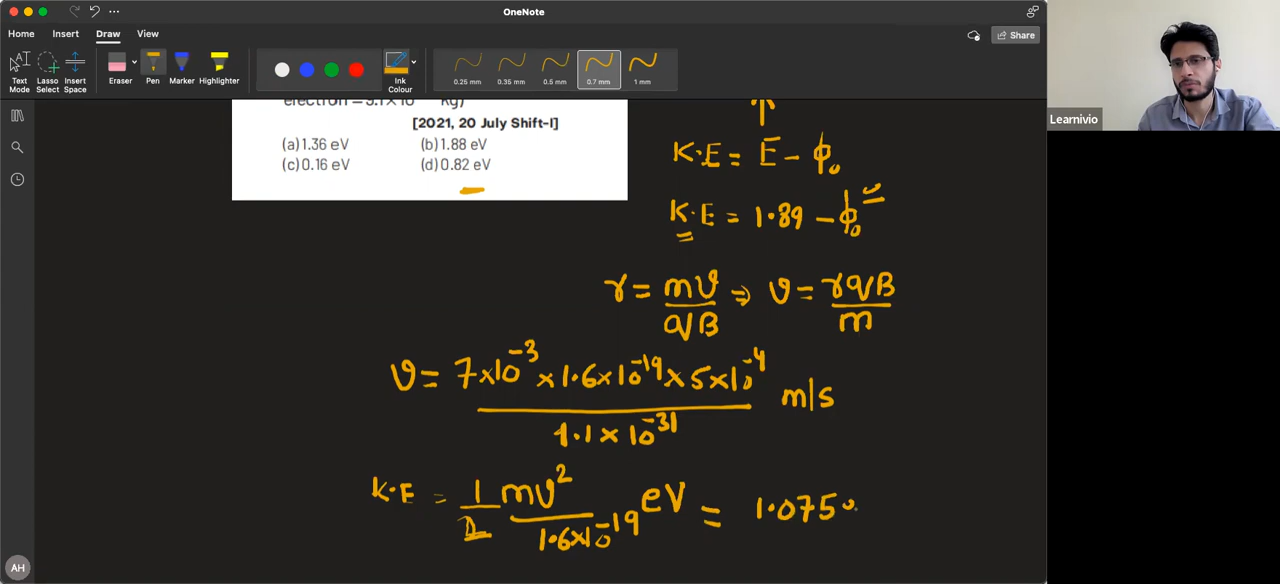 OneNote
Home Insert Draw View
Share
Text Mode
Lasso Select
Insert Space
Eraser
Pen
Marker
Highlighter
Ink Colour
0.25 mm
0.35 mm
0.5 mm
0.7 mm
1 mm
Learnivio
[2021, 20 July Shift-I]
(a) 1.36 eV (b) 1.88 eV
(c) 0.16 eV (d) 0.82 eV
K·E = E - ϕ₀
K·E = 1.89 - ϕ₀
r = mv/qB ⇒ v = rqB/m
v = 7×10⁻³ × 1.6×10⁻¹⁹ × 5×10⁻⁴ / 9.1×10⁻³¹ m/s
K·E = 1/2 mv²/1.6×10⁻¹⁹ eV = 1.075
AH